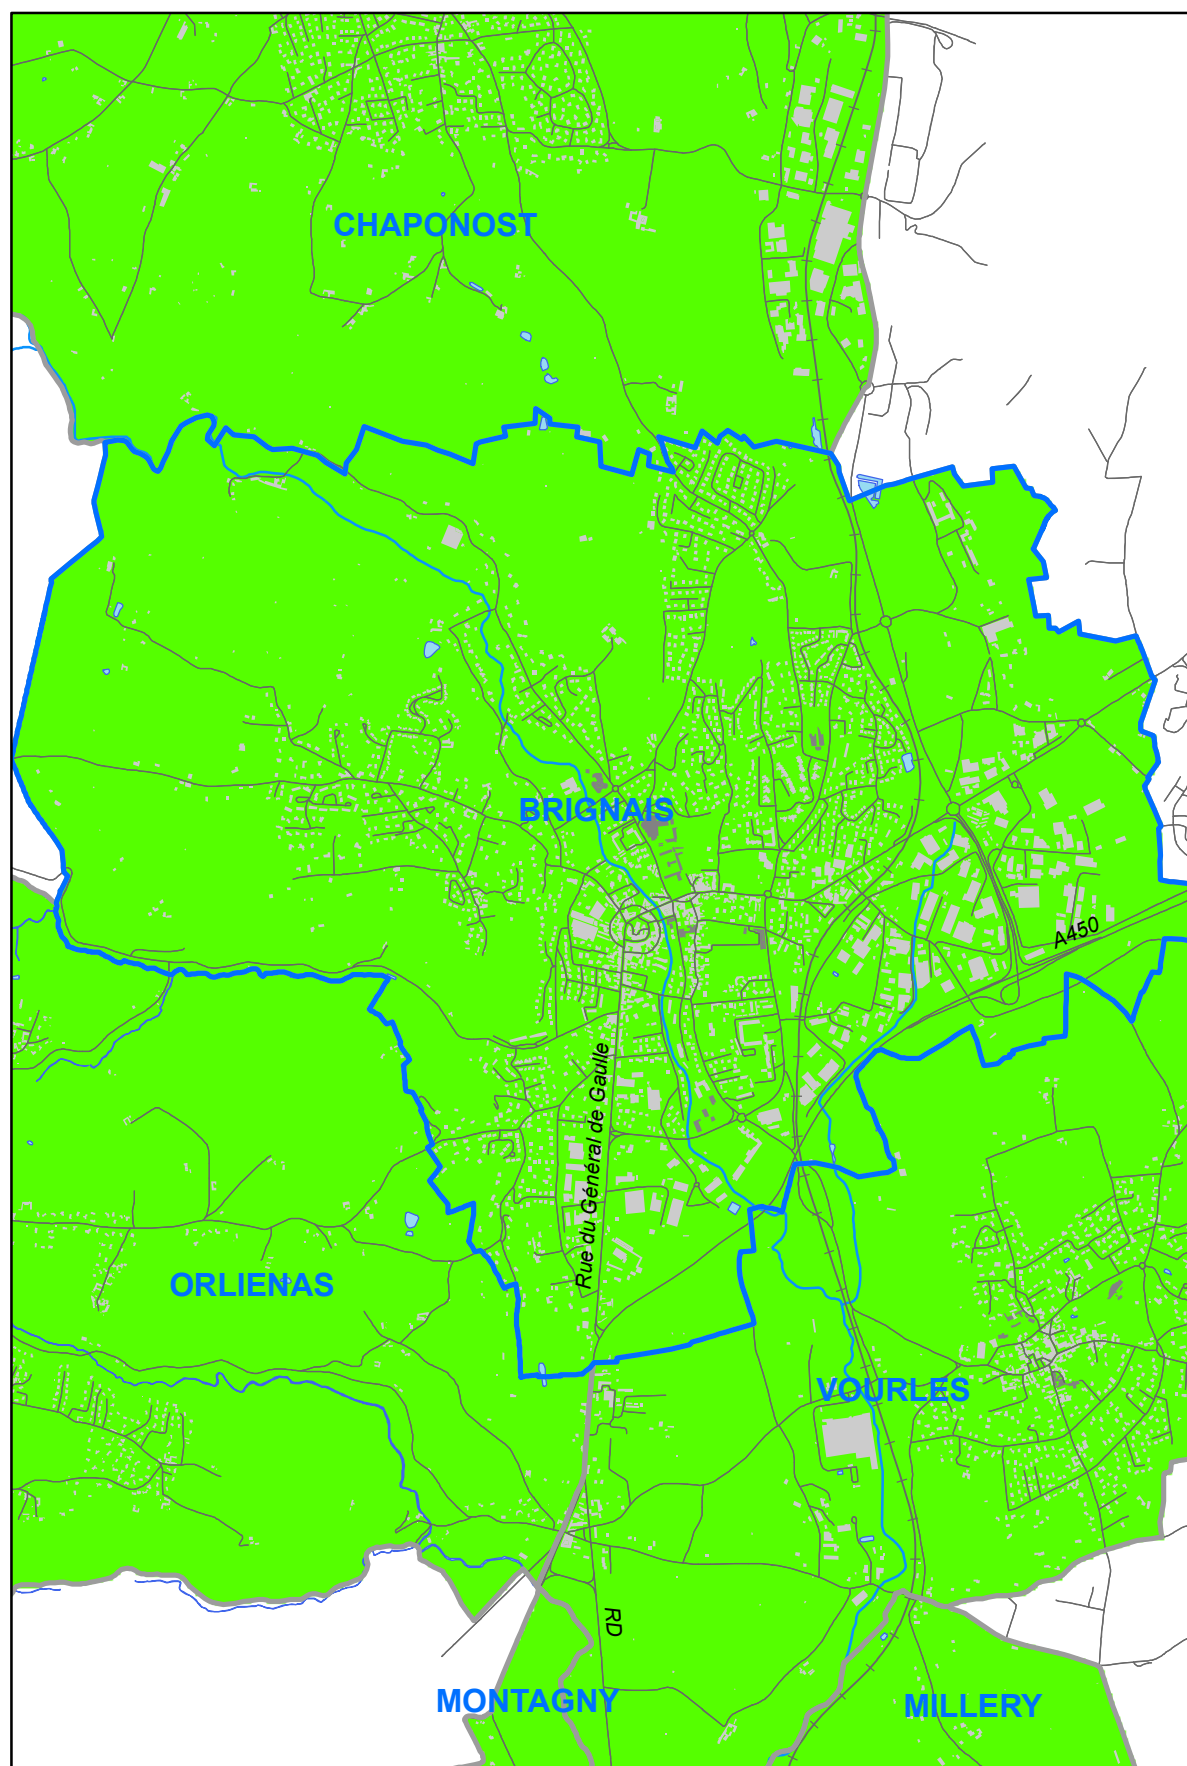 CHAPONOST
BRIGNAIS
A450
Rue du Général de Gaulle
ORLIENAS
VOURLES
RD
MONTAGNY
MILLERY